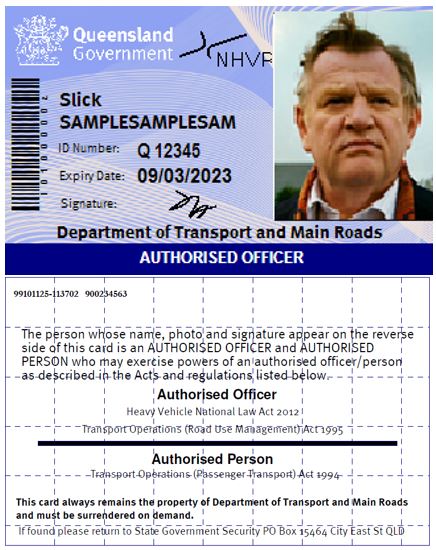 Queensland
Government
NHVR
Slick
SAMPLESAMPLESAM
ID Number: Q 12345
Expiry Date: 09/03/2023
Signature:
1010000002
Department of Transport and Main Roads
AUTHORISED OFFICER
99101125-113702 900234563
The person whose name, photo and signature appear on the reverse
side of this card is an AUTHORISED OFFICER and AUTHORISED
PERSON who may exercise powers of an authorised officer/person
as described in the Acts and regulations listed below.
Authorised Officer
Heavy Vehicle National Law Act 2012
Transport Operations (Road Use Management) Act 1995
Authorised Person
Transport Operations (Passenger Transport) Act 1994
This card always remains the property of Department of Transport and Main Roads
and must be surrendered on demand.
If found please return to State Government Security PO Box 15464 City East St QLD